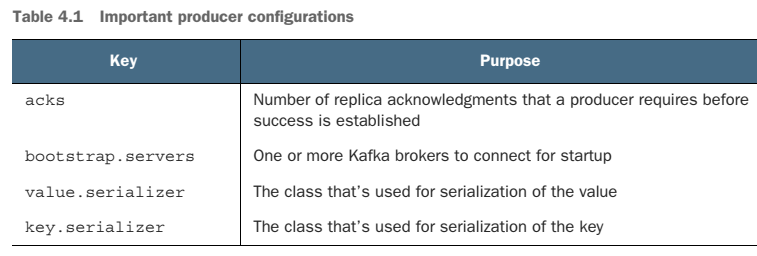 Table 4.1 Important producer configurations
Key Purpose
acks Number of replica acknowledgments that a producer requires before
success is established
bootstrap.servers One or more Kafka brokers to connect for startup
value.serializer The class that's used for serialization of the value
key.serializer The class that's used for serialization of the key